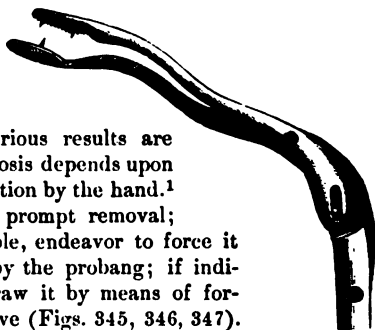 rious results are
osis depends upon
tion by the hand.¹
prompt removal;
ble, endeavor to force it
by the probang; if indi-
raw it by means of for-
ve (Figs. 345, 346, 347).